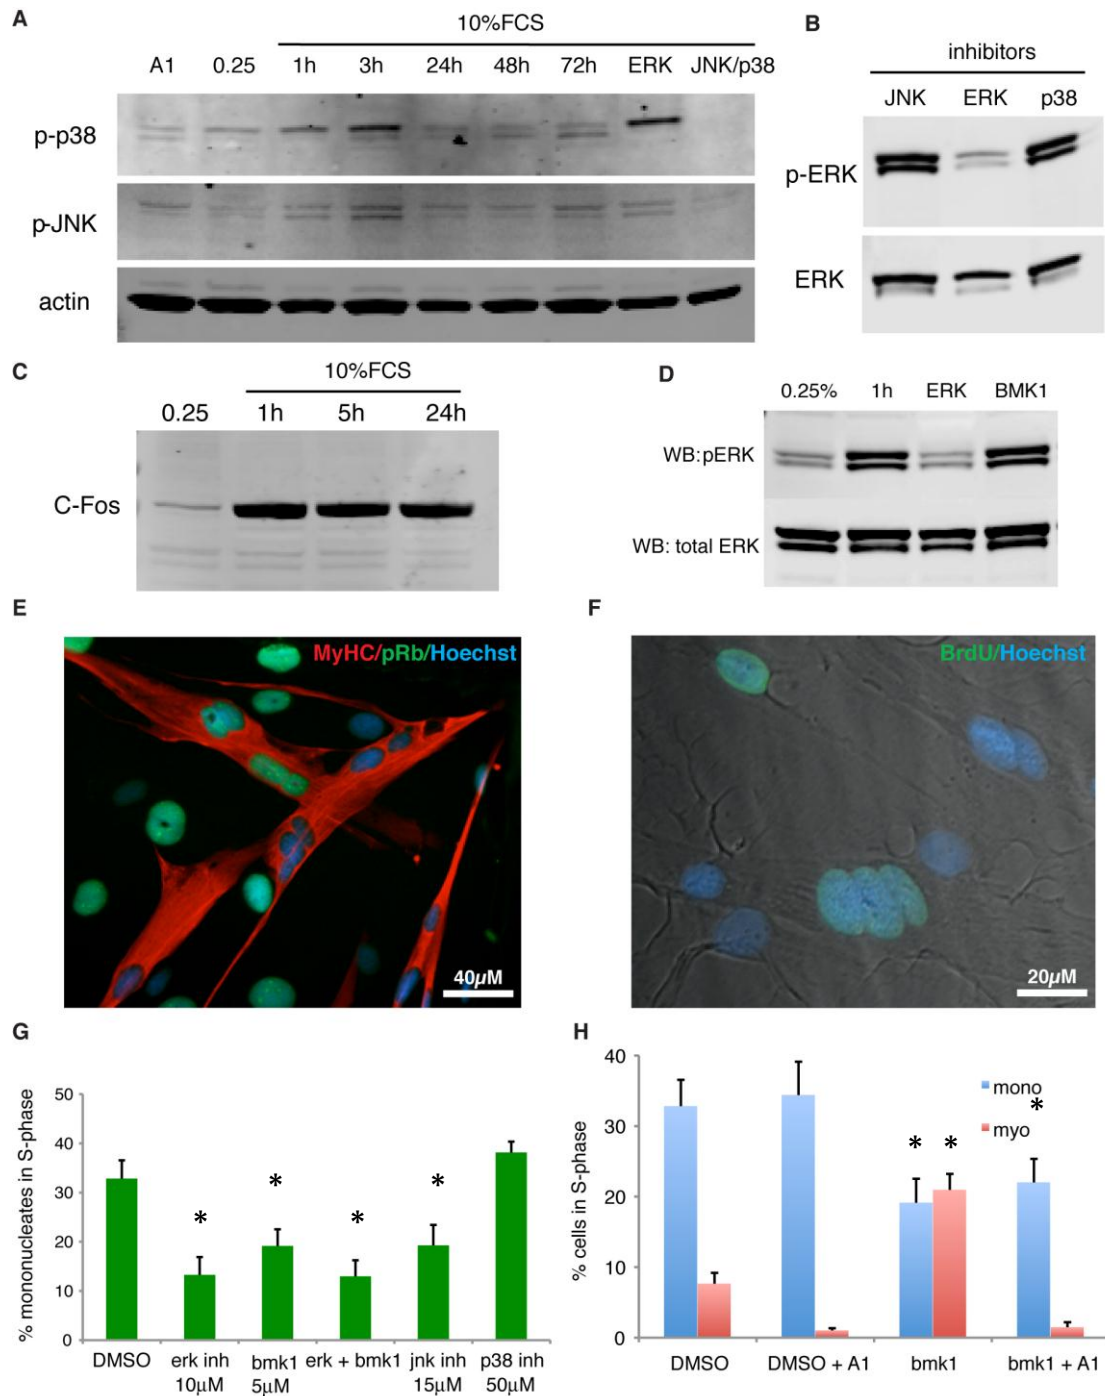 A
10%FCS
A1 0.25 1h 3h 24h 48h 72h ERK JNK/p38
p-p38
p-JNK
actin
B
inhibitors
JNK ERK p38
p-ERK
ERK
C
10%FCS
0.25 1h 5h 24h
C-Fos
D
0.25% 1h ERK BMK1
WB:pERK
WB: total ERK
E
MyHC/pRb/Hoechst
40µM
F
BrdU/Hoechst
20µM
G
% mononucleates in S-phase
50
40
30
20
10
0
* * * *
DMSO erk inh bmk1 erk + bmk1 jnk inh p38 inh
10µM 5µM 15µM 50µM
H
% cells in S-phase
40
30
20
10
0
mono
myo
* * *
DMSO DMSO + A1 bmk1 bmk1 + A1